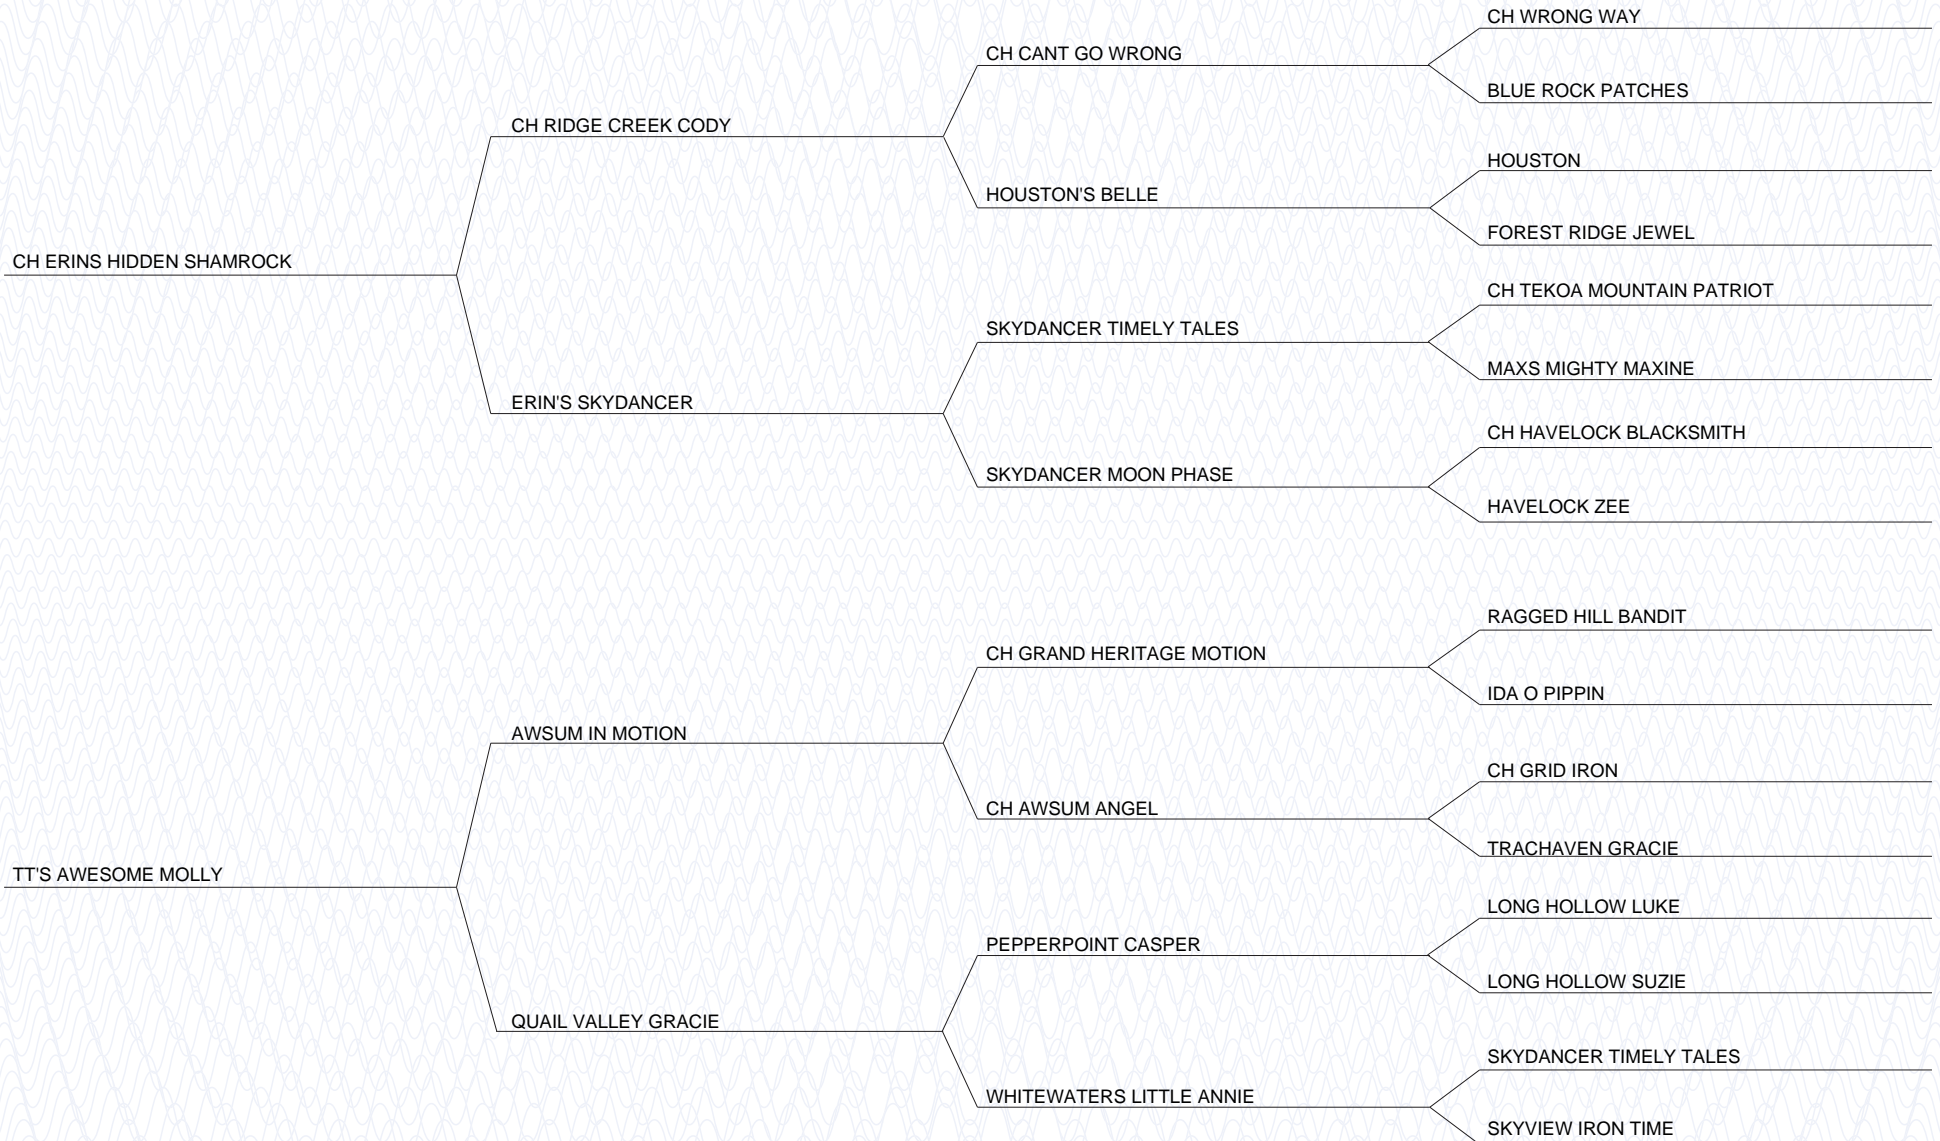 CH WRONG WAY
CH CANT GO WRONG
BLUE ROCK PATCHES
CH RIDGE CREEK CODY
HOUSTON
HOUSTON'S BELLE
FOREST RIDGE JEWEL
CH ERINS HIDDEN SHAMROCK
CH TEKOA MOUNTAIN PATRIOT
SKYDANCER TIMELY TALES
MAXS MIGHTY MAXINE
ERIN'S SKYDANCER
CH HAVELOCK BLACKSMITH
SKYDANCER MOON PHASE
HAVELOCK ZEE
RAGGED HILL BANDIT
CH GRAND HERITAGE MOTION
IDA O PIPPIN
AWSUM IN MOTION
CH GRID IRON
CH AWSUM ANGEL
TRACHAVEN GRACIE
TT'S AWESOME MOLLY
LONG HOLLOW LUKE
PEPPERPOINT CASPER
LONG HOLLOW SUZIE
QUAIL VALLEY GRACIE
SKYDANCER TIMELY TALES
WHITEWATERS LITTLE ANNIE
SKYVIEW IRON TIME